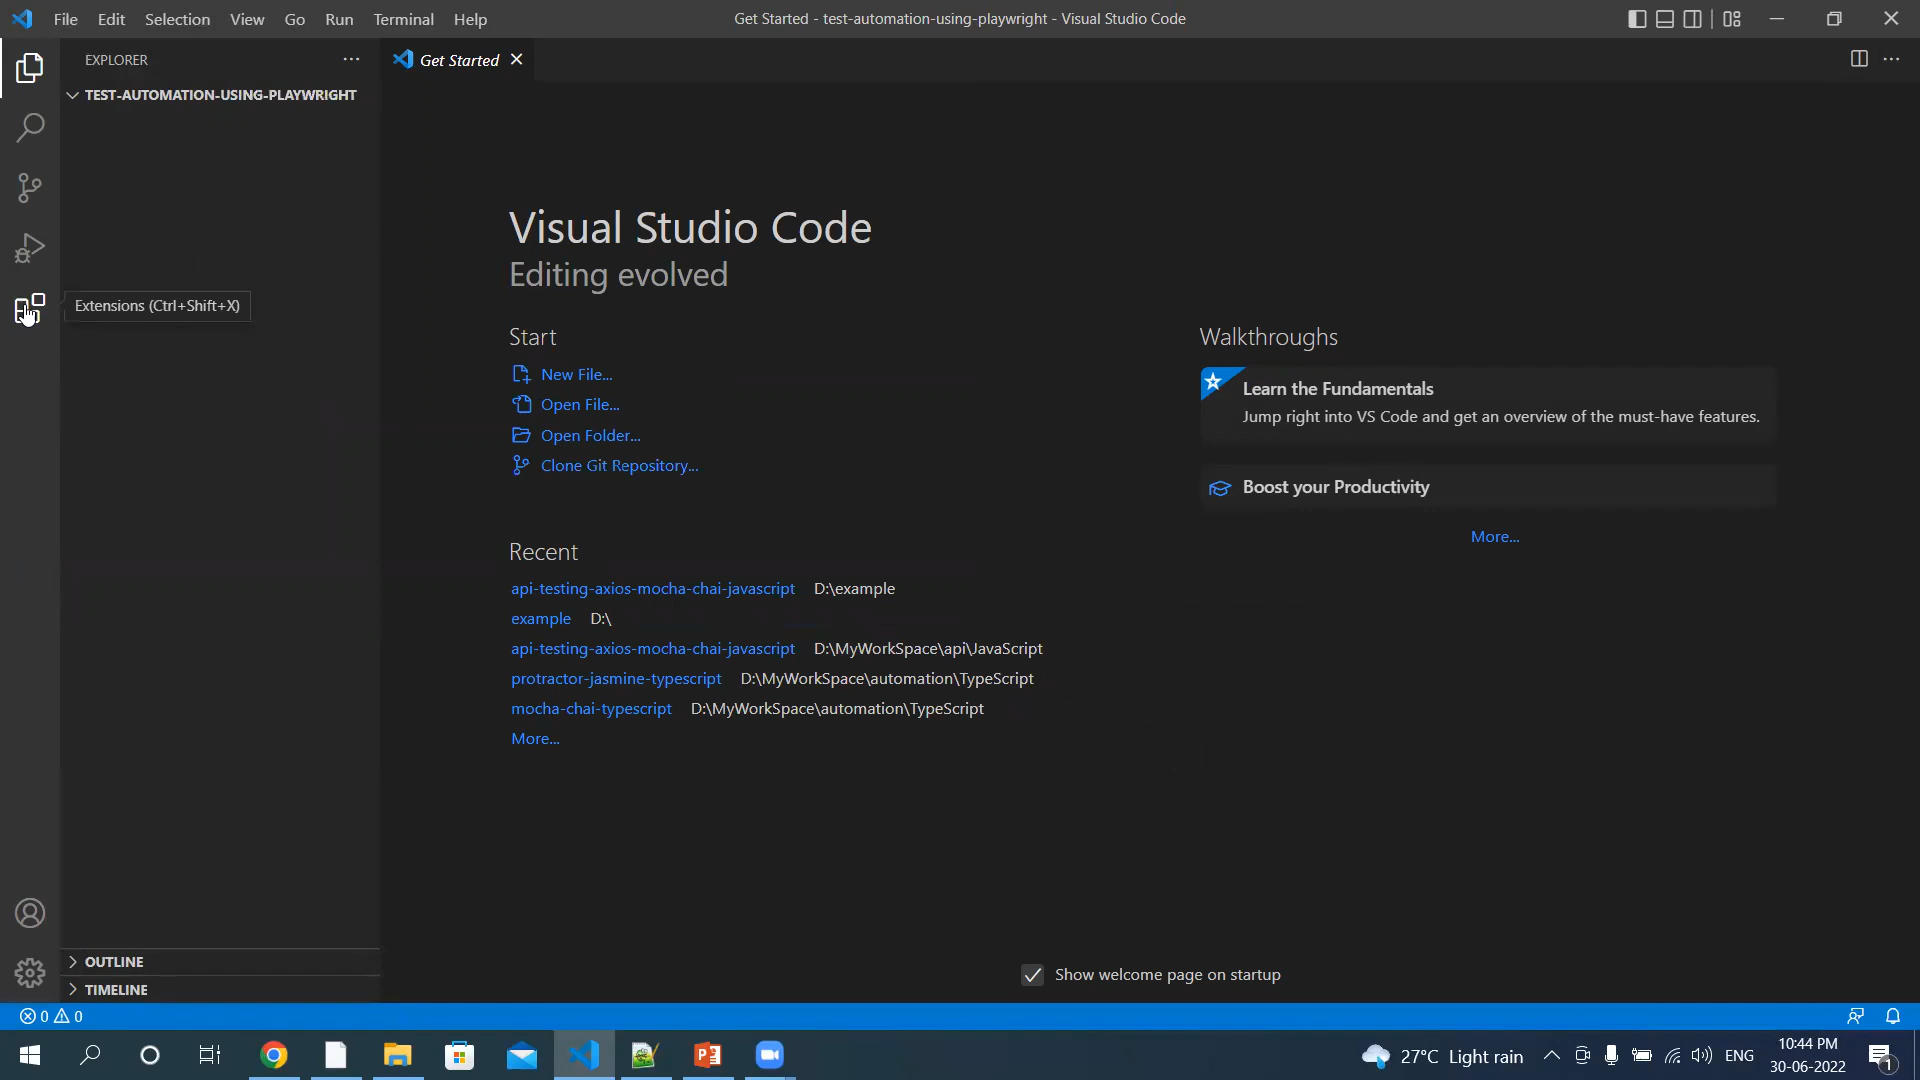 File Edit Selection View Go Run Terminal Help
Get Started - test-automation-using-playwright - Visual Studio Code
EXPLORER
Get Started
TEST-AUTOMATION-USING-PLAYWRIGHT
Visual Studio Code
Editing evolved
Extensions (Ctrl+Shift+X)
Start
New File...
Open File...
Open Folder...
Clone Git Repository...
Walkthroughs
Learn the Fundamentals
Jump right into VS Code and get an overview of the must-have features.
Boost your Productivity
More...
Recent
api-testing-axios-mocha-chai-javascript D:\example
example D:\
api-testing-axios-mocha-chai-javascript D:\MyWorkSpace\api\JavaScript
protractor-jasmine-typescript D:\MyWorkSpace\automation\TypeScript
mocha-chai-typescript D:\MyWorkSpace\automation\TypeScript
More...
OUTLINE
TIMELINE
Show welcome page on startup
0 0
27°C Light rain
ENG
10:44 PM
30-06-2022
1